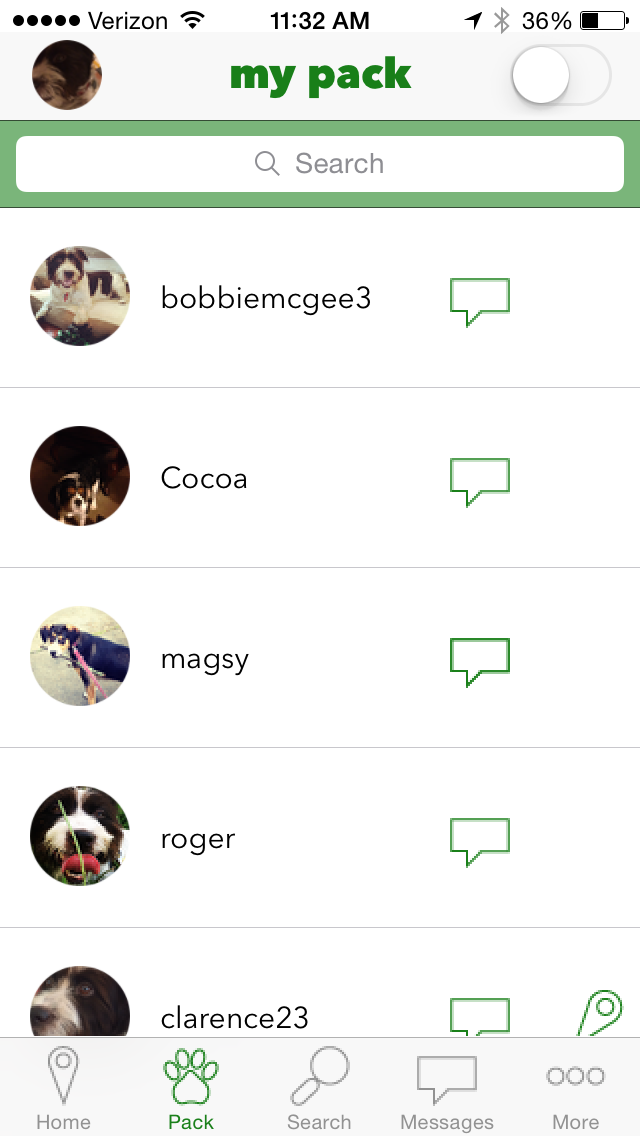 Verizon 11:32 AM 36%
my pack
Search
bobbiemcgee3
Cocoa
magsy
roger
clarence23
Home Pack Search Messages More